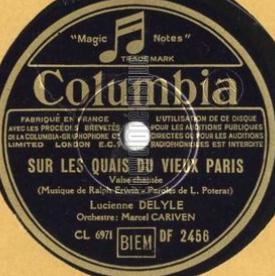 "Magic Notes"
TRADE MARK
Columbia
FABRIQUE EN FRANCE L'UTILISATION DE CE DISQUE
AVEC LES PROCÉDÉS BREVETÉS POUR LES AUDITIONS PUBLIQUES
DE LA COLUMBIA-GRAPHOPHONE C° DIRECTES OU POUR LES AUDITIONS
LIMITED LONDON E.C. RADIOPHONIQUES EST INTERDITE
SUR LES QUAIS DU VIEUX PARIS
Valse chantée
(Musique de Ralph Erwin - Paroles de L. Poterat)
Lucienne DELYLE
Orchestre: Marcel CARIVEN
CL 6971 BIEM DF 2456